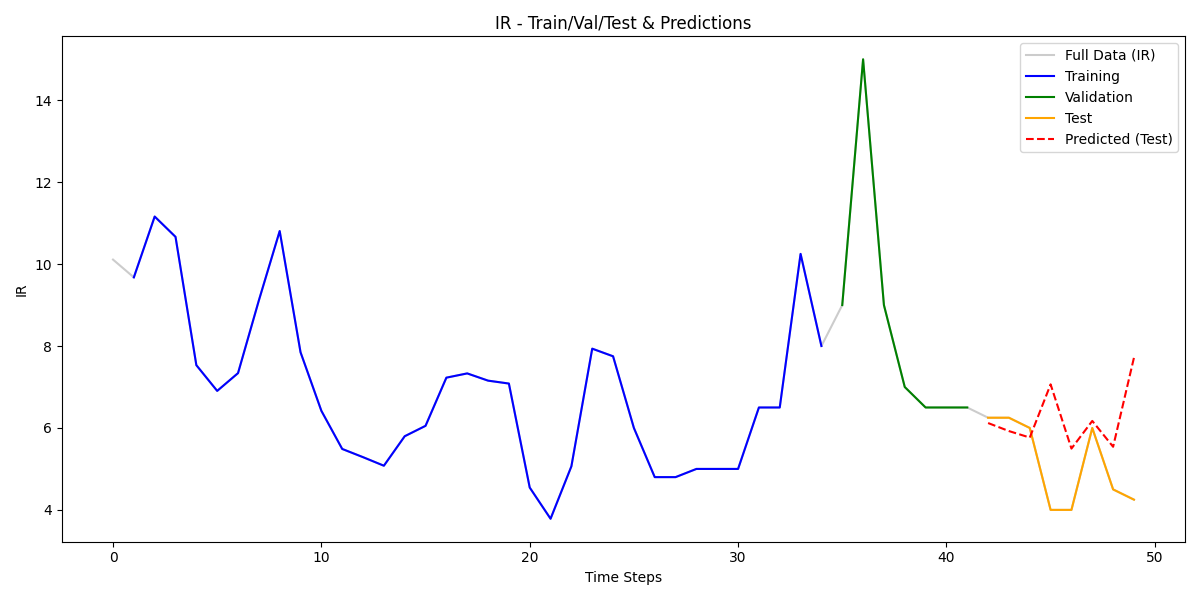 IR - Train/Val/Test & Predictions
Full Data (IR)
Training
Validation
Test
Predicted (Test)
IR
14
12
10
8
6
4
0 10 20 30 40 50
Time Steps